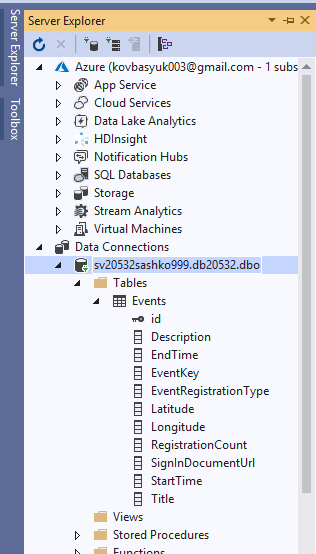 Server Explorer
Toolbox
Server Explorer
Azure (kovbasyuk003@gmail.com - 1 subs
App Service
Cloud Services
Data Lake Analytics
HDInsight
Notification Hubs
SQL Databases
Storage
Stream Analytics
Virtual Machines
Data Connections
sv20532sashko999.db20532.dbo
Tables
Events
id
Description
EndTime
EventKey
EventRegistrationType
Latitude
Longitude
RegistrationCount
SignInDocumentUrl
StartTime
Title
Views
Stored Procedures
Functions